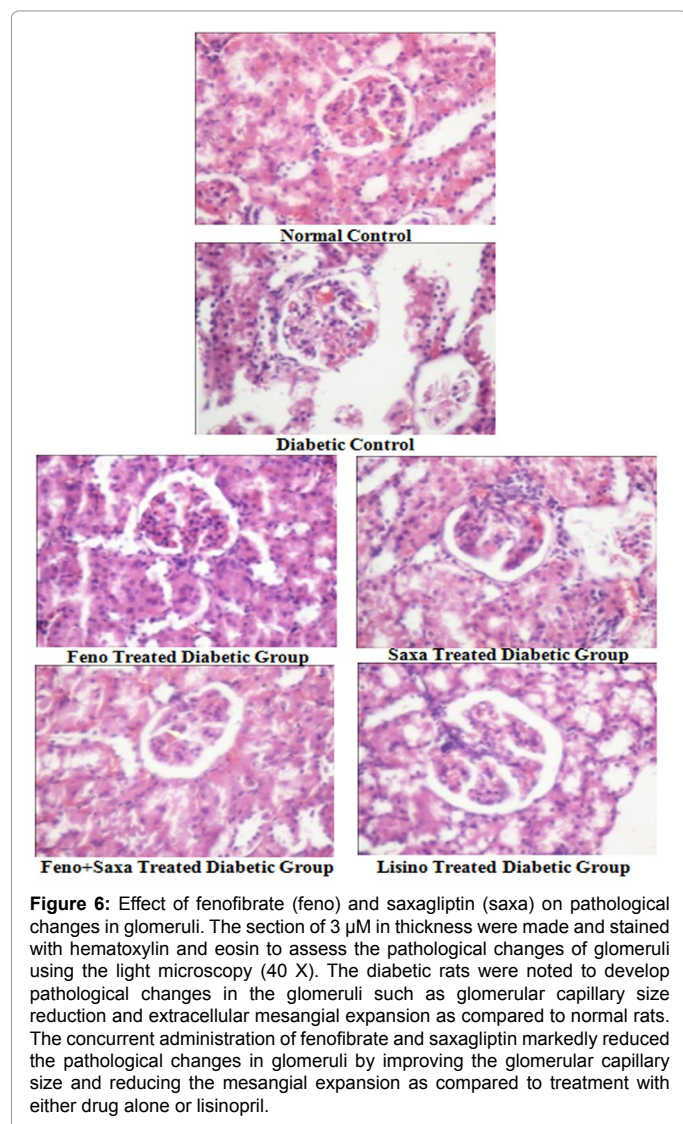 Normal Control
Diabetic Control
Feno Treated Diabetic Group
Saxa Treated Diabetic Group
Feno+Saxa Treated Diabetic Group
Lisino Treated Diabetic Group
Figure 6: Effect of fenofibrate (feno) and saxagliptin (saxa) on pathological
changes in glomeruli. The section of 3 µM in thickness were made and stained
with hematoxylin and eosin to assess the pathological changes of glomeruli
using the light microscopy (40 X). The diabetic rats were noted to develop
pathological changes in the glomeruli such as glomerular capillary size
reduction and extracellular mesangial expansion as compared to normal rats.
The concurrent administration of fenofibrate and saxagliptin markedly reduced
the pathological changes in glomeruli by improving the glomerular capillary
size and reducing the mesangial expansion as compared to treatment with
either drug alone or lisinopril.